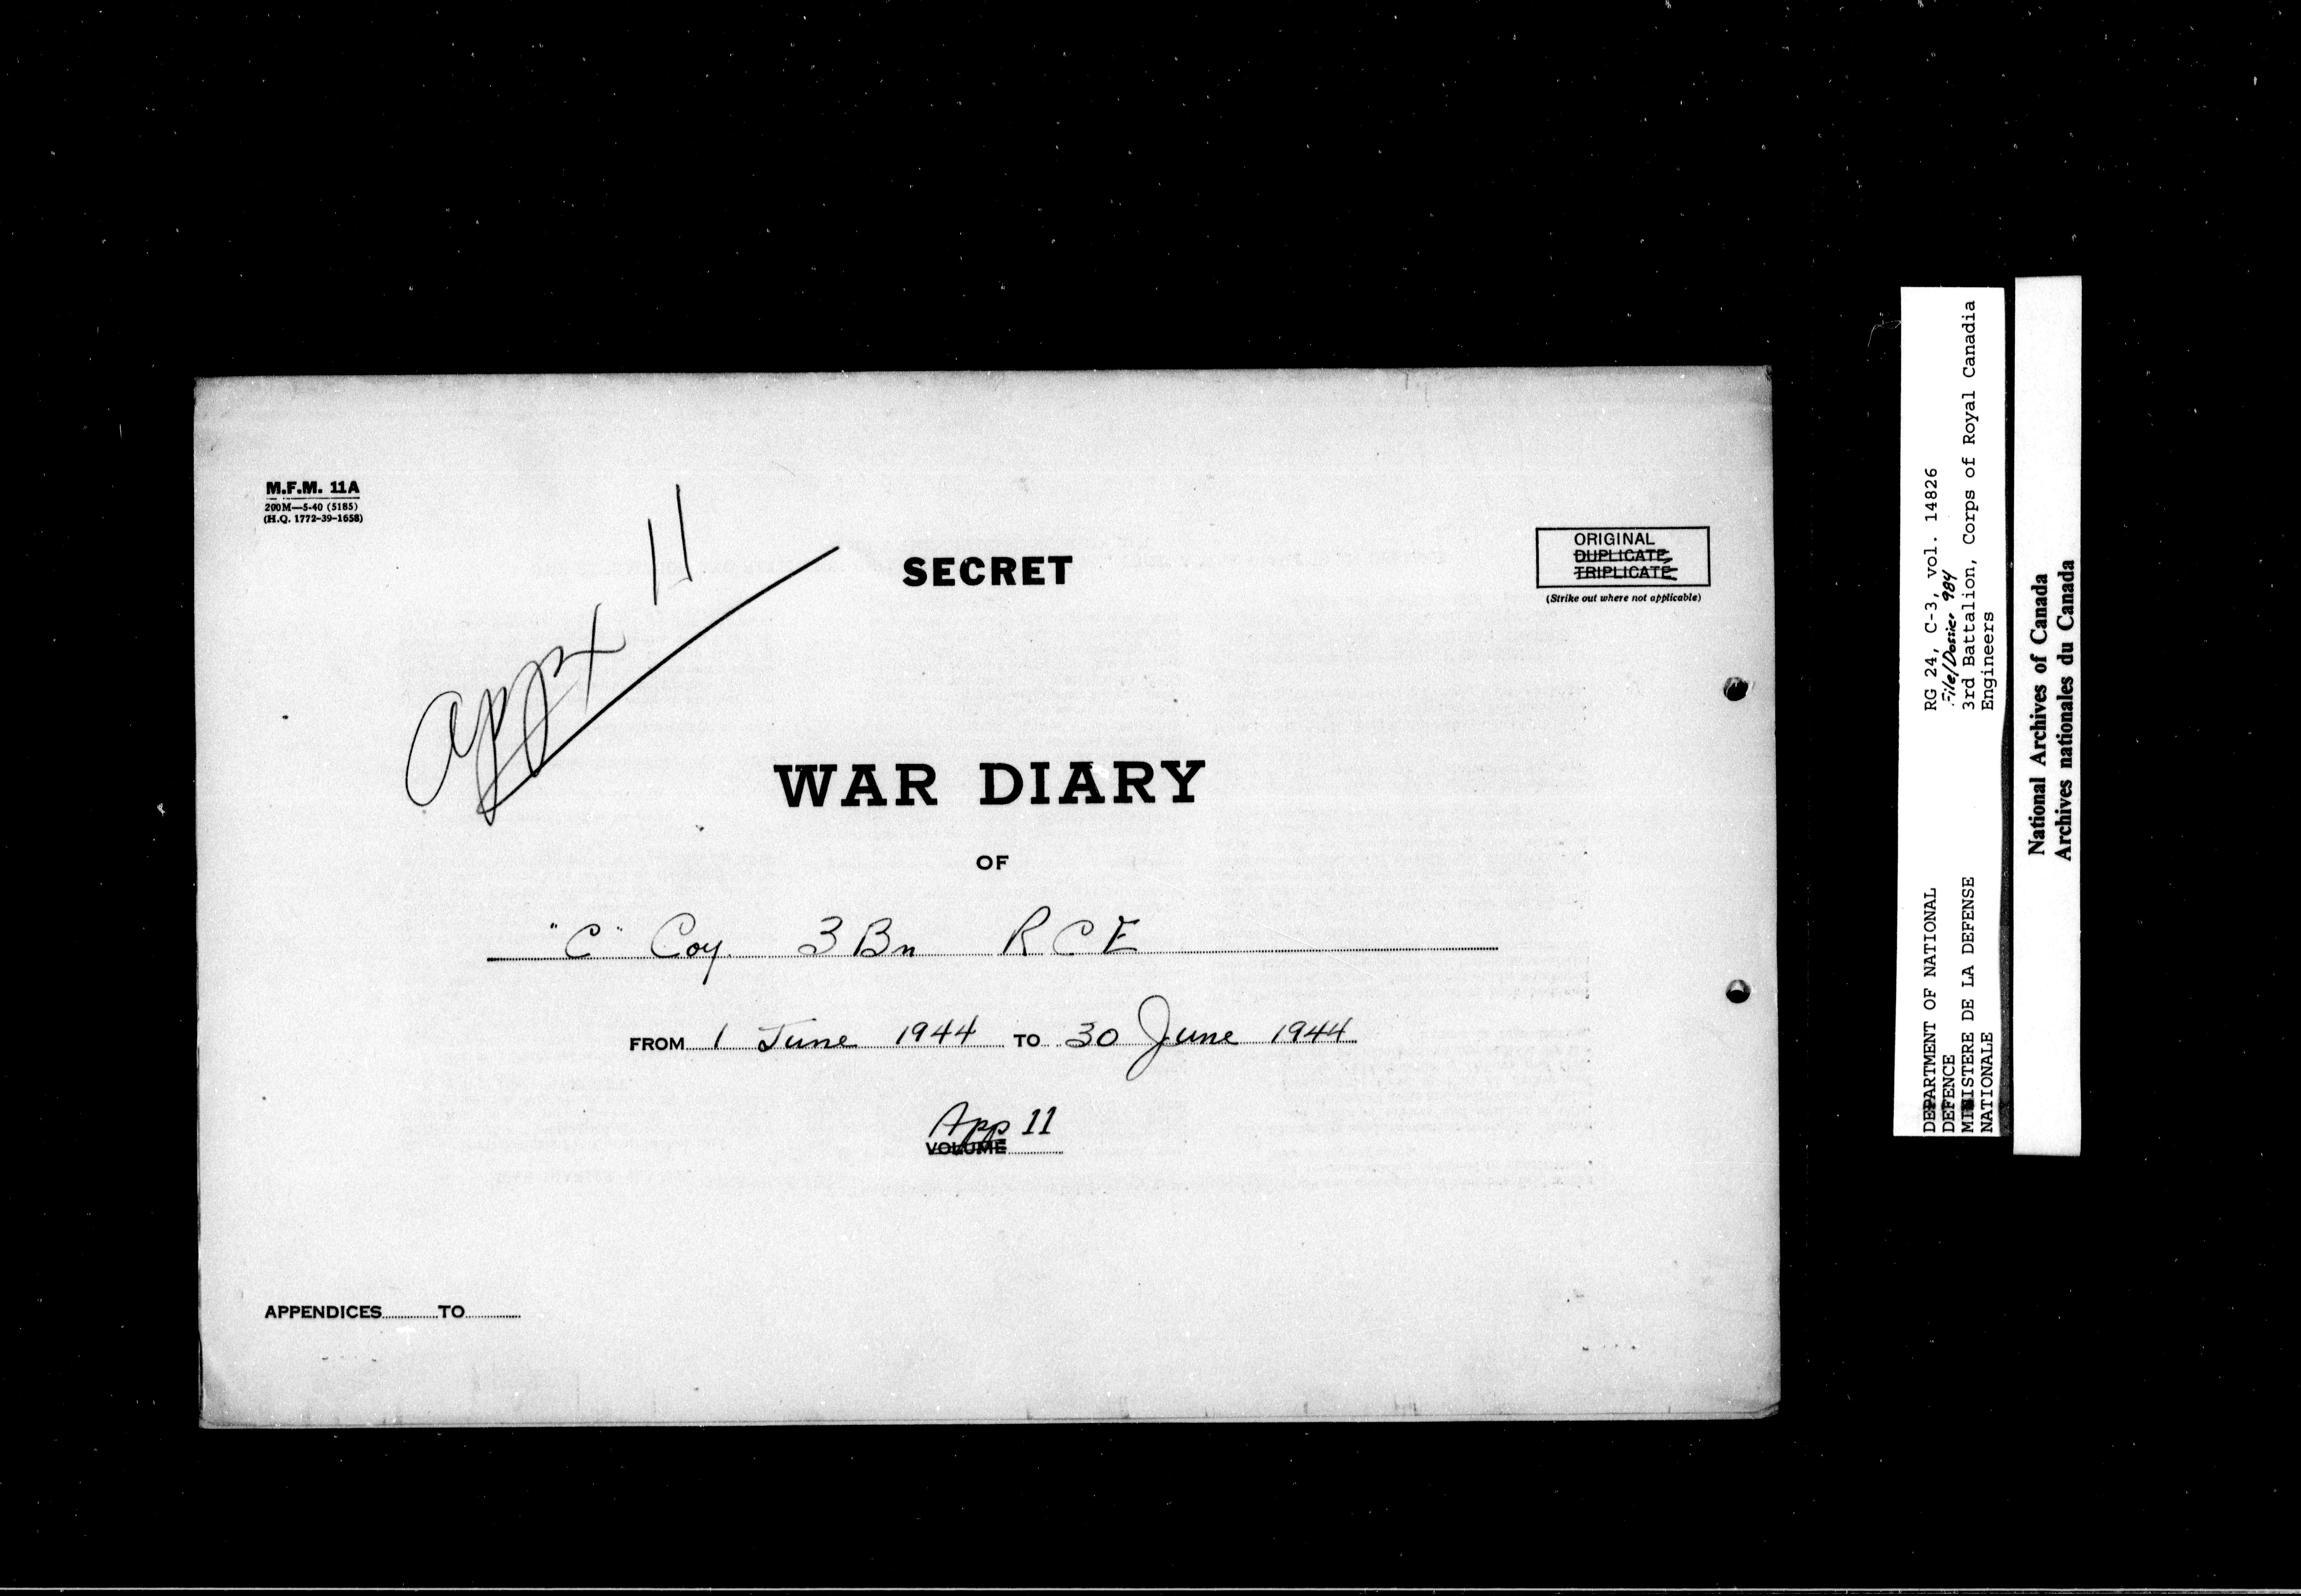 M.F.M. 11A
200M—5-40 (5185)
(H.Q. 1772-39-1658)
appx 11
SECRET
ORIGINAL
DUPLICATE
TRIPLICATE
(Strike out where not applicable)
WAR DIARY
OF
"C" Coy. 3 Bn R C E
FROM 1 June 1944 TO 30 June 1944
App 11
VOLUME
APPENDICES TO
DEPARTMENT OF NATIONAL
DEFENCE
MINISTERE DE LA DEFENSE
NATIONALE
RG 24, C-3, vol. 14826
File/Dossier 984
3rd Battalion, Corps of Royal Canadia
Engineers
National Archives of Canada
Archives nationales du Canada